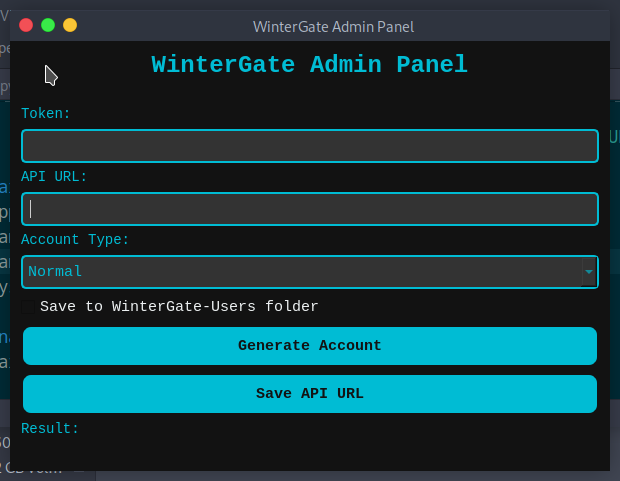 WinterGate Admin Panel
WinterGate Admin Panel
Token:
API URL:
Account Type:
Normal
Save to WinterGate-Users folder
Generate Account
Save API URL
Result: